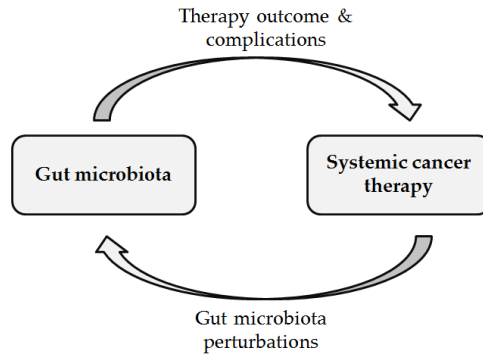 Therapy outcome &
complications
Gut microbiota
Systemic cancer
therapy
Gut microbiota
perturbations